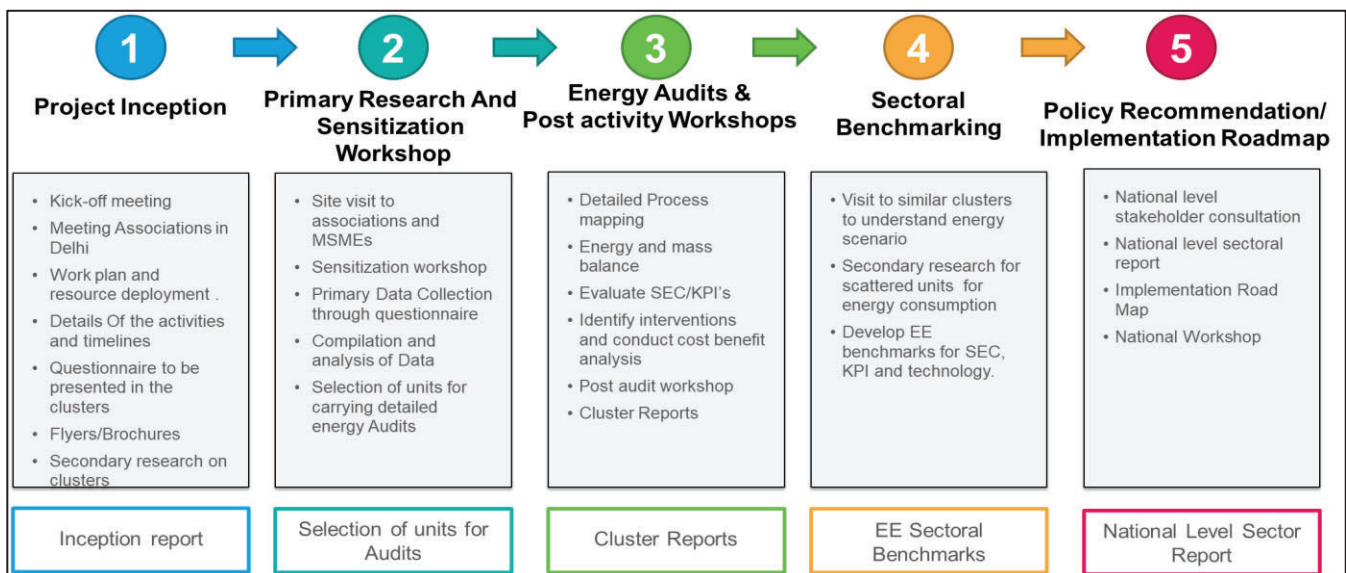 1
Project Inception
• Kick-off meeting
• Meeting Associations in
Delhi
• Work plan and
resource deployment .
• Details Of the activities
and timelines
• Questionnaire to be
presented in the
clusters
• Flyers/Brochures
• Secondary research on
clusters
Inception report
2
Primary Research And
Sensitization
Workshop
• Site visit to
associations and
MSMEs
• Sensitization workshop
• Primary Data Collection
through questionnaire
• Compilation and
analysis of Data
• Selection of units for
carrying detailed
energy Audits
Selection of units for
Audits
3
Energy Audits &
Post activity Workshops
• Detailed Process
mapping
• Energy and mass
balance
• Evaluate SEC/KPI's
• Identify interventions
and conduct cost benefit
analysis
• Post audit workshop
• Cluster Reports
Cluster Reports
4
Sectoral
Benchmarking
• Visit to similar clusters
to understand energy
scenario
• Secondary research for
scattered units for
energy consumption
• Develop EE
benchmarks for SEC,
KPI and technology.
EE Sectoral
Benchmarks
5
Policy Recommendation/
Implementation Roadmap
• National level
stakeholder consultation
• National level sectoral
report
• Implementation Road
Map
• National Workshop
National Level Sector
Report